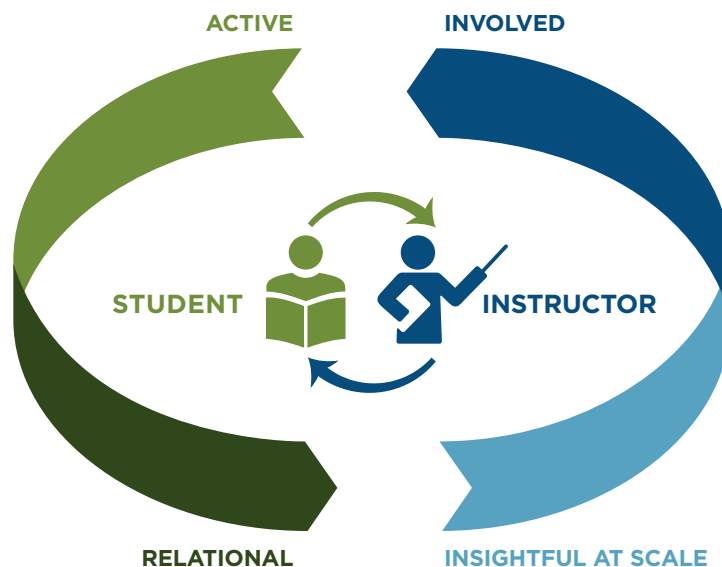 ACTIVE
INVOLVED
STUDENT
INSTRUCTOR
RELATIONAL
INSIGHTFUL AT SCALE